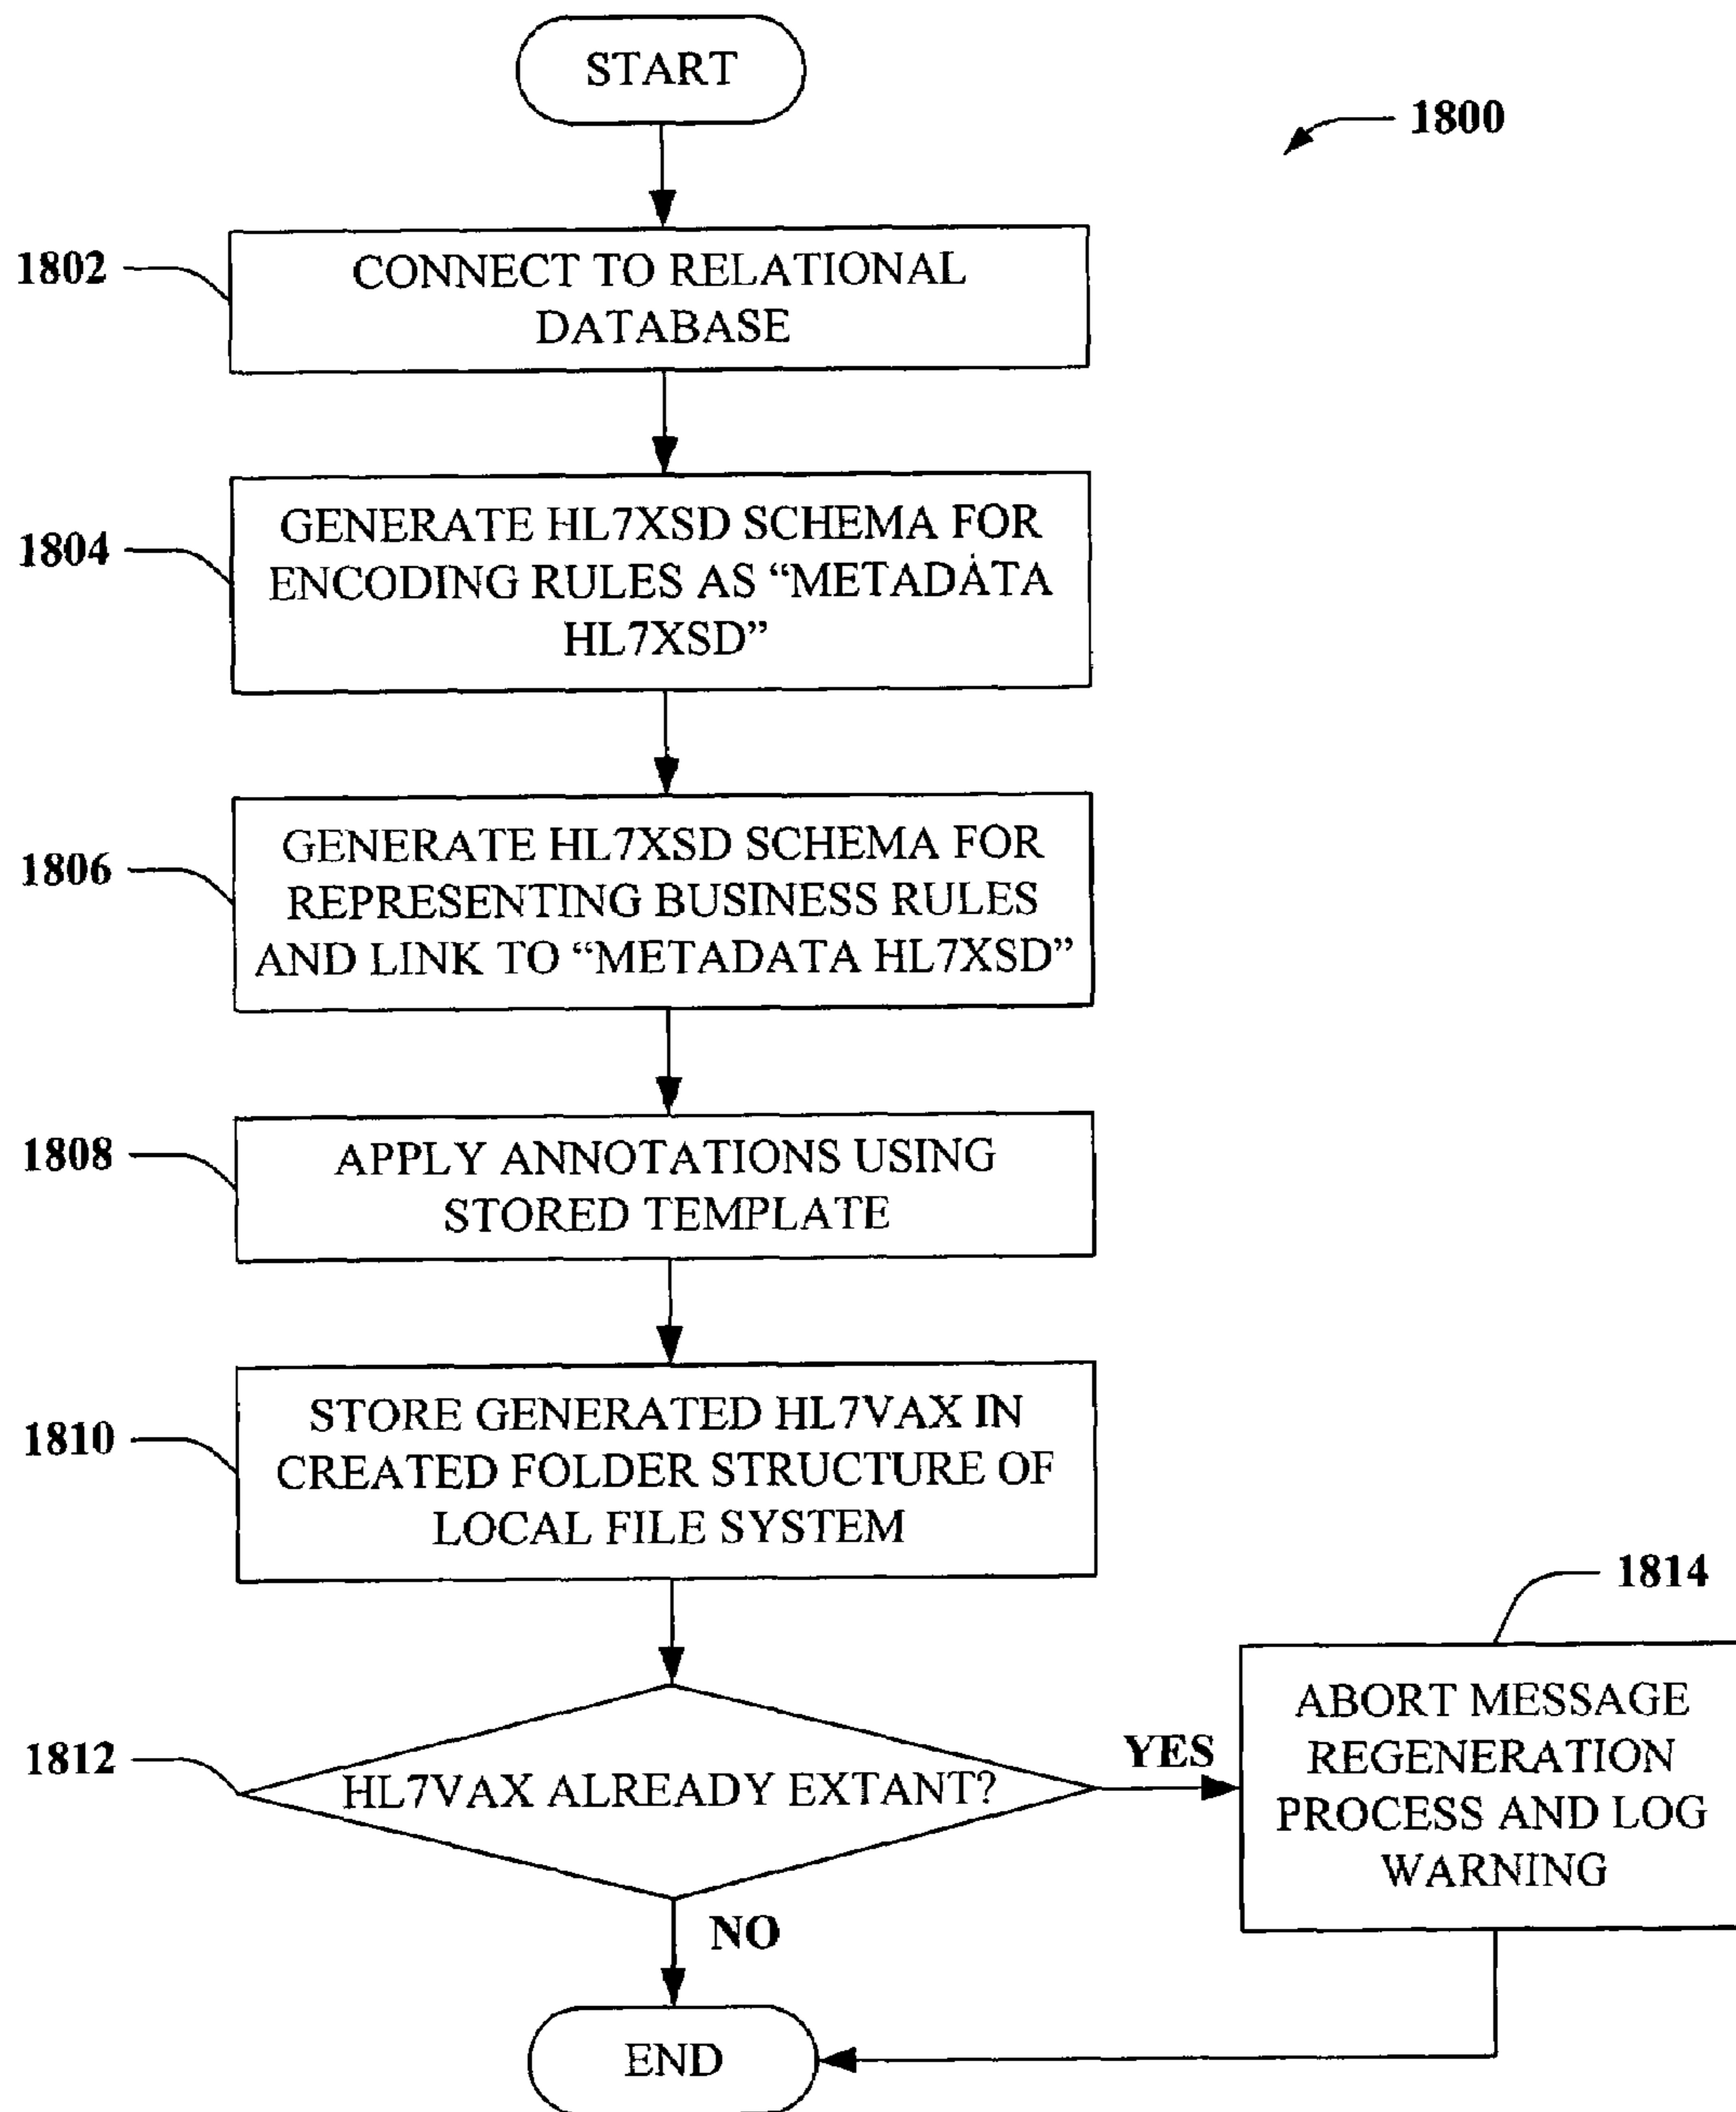 START
1800
1802
CONNECT TO RELATIONAL
DATABASE
1804
GENERATE HL7XSD SCHEMA FOR
ENCODING RULES AS “METADATA
HL7XSD”
1806
GENERATE HL7XSD SCHEMA FOR
REPRESENTING BUSINESS RULES
AND LINK TO “METADATA HL7XSD”
1808
APPLY ANNOTATIONS USING
STORED TEMPLATE
1810
STORE GENERATED HL7VAX IN
CREATED FOLDER STRUCTURE OF
LOCAL FILE SYSTEM
1812
HL7VAX ALREADY EXTANT?
YES
1814
ABORT MESSAGE
REGENERATION
PROCESS AND LOG
WARNING
NO
END